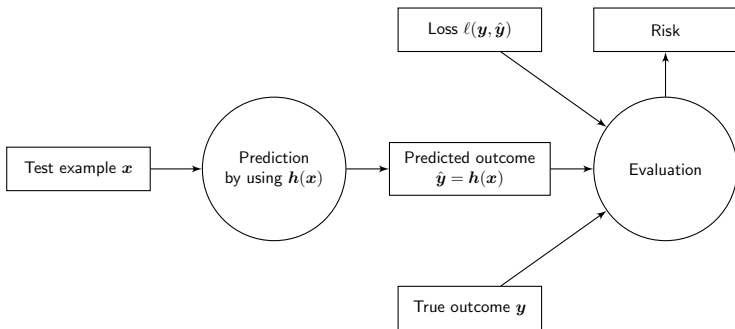 Loss ℓ(y, ŷ)
Risk
Test example x
Prediction
by using h(x)
Predicted outcome
ŷ = h(x)
Evaluation
True outcome y